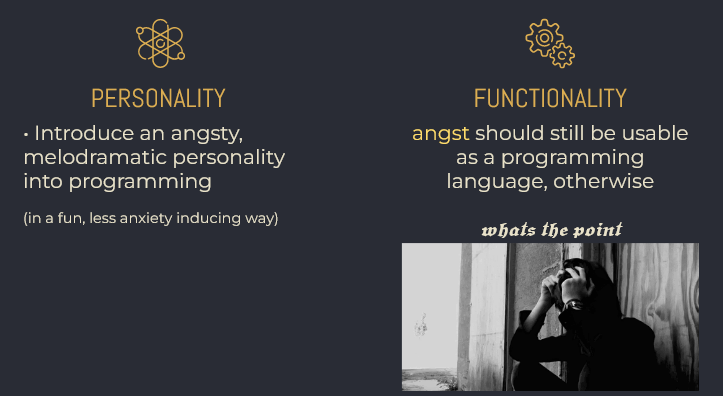 PERSONALITY
• Introduce an angsty,
melodramatic personality
into programming
(in a fun, less anxiety inducing way)
FUNCTIONALITY
angst should still be usable
as a programming
language, otherwise
whats the point